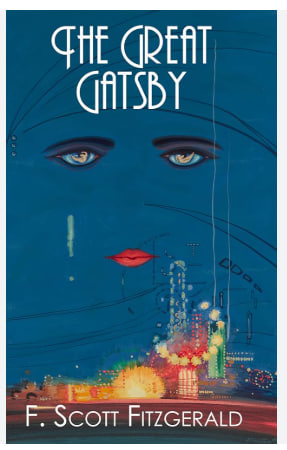 THE GREAT
GATSBY
F. SCOTT FITZGERALD